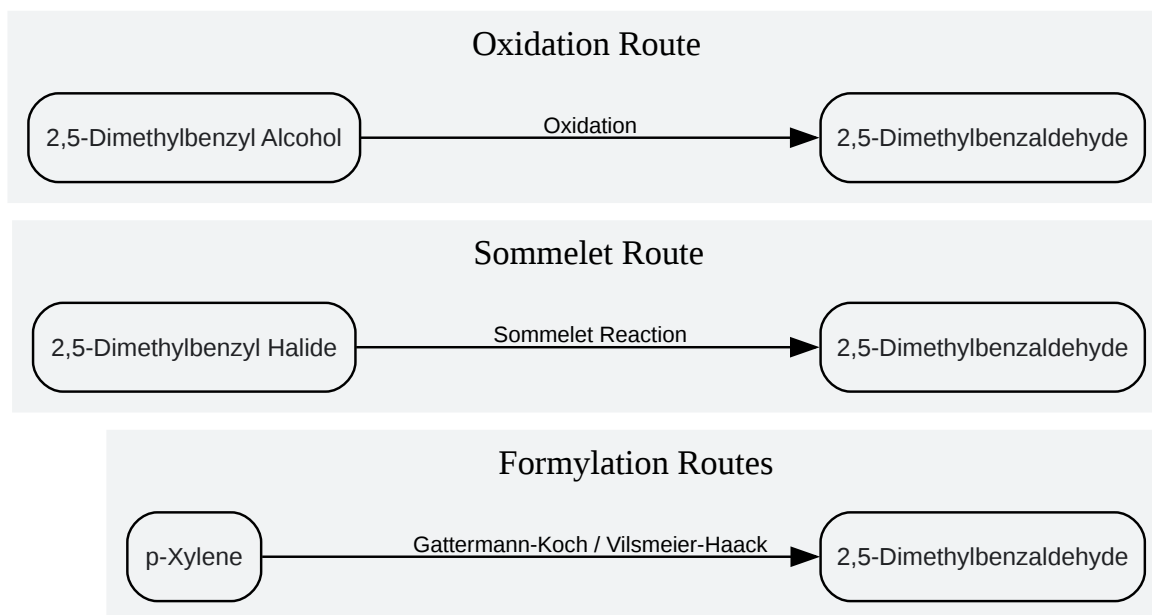 Oxidation Route
2,5-Dimethylbenzyl Alcohol
Oxidation
2,5-Dimethylbenzaldehyde
Sommelet Route
2,5-Dimethylbenzyl Halide
Sommelet Reaction
2,5-Dimethylbenzaldehyde
Formylation Routes
p-Xylene
Gattermann-Koch / Vilsmeier-Haack
2,5-Dimethylbenzaldehyde